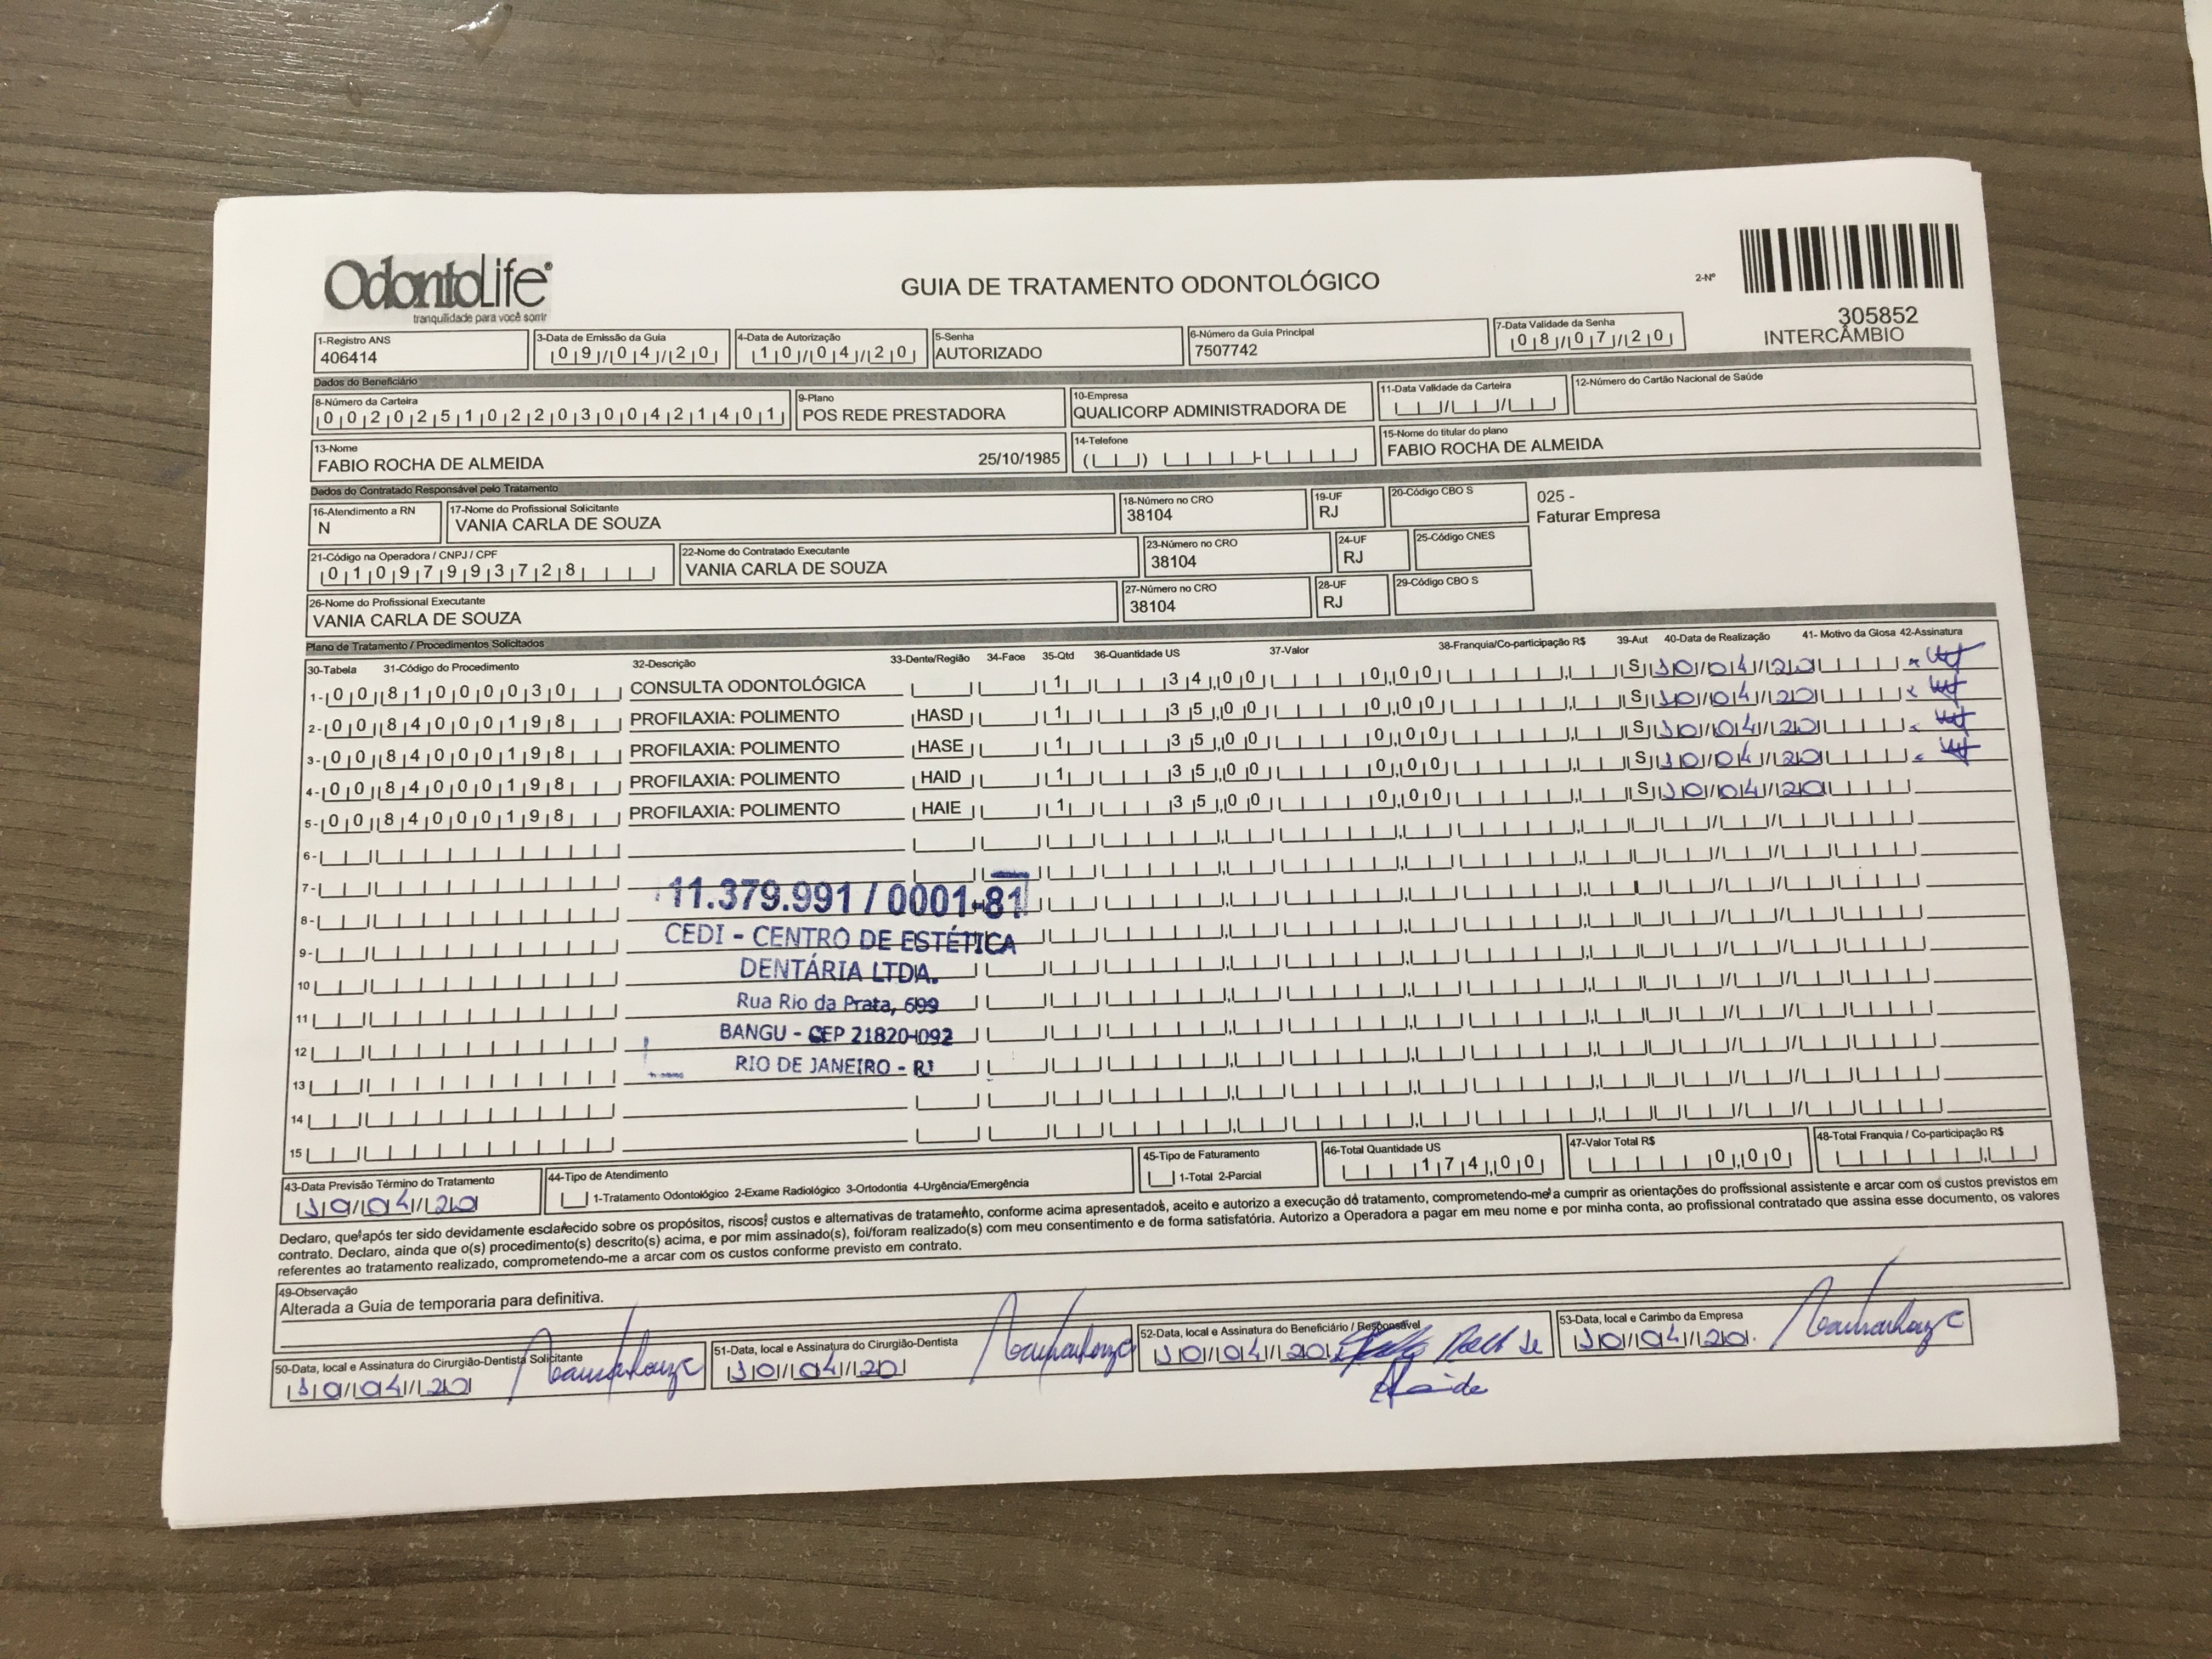 OdontoLife®
tranquilidade para você sorrir
GUIA DE TRATAMENTO ODONTOLÓGICO
2-Nº
305852
INTERCÂMBIO
1-Registro ANS
406414
3-Data de Emissão da Guia
09/04/20
4-Data de Autorização
10/04/20
5-Senha
AUTORIZADO
6-Número da Guia Principal
7507742
7-Data Validade da Senha
08/07/20
Dados do Beneficiário
8-Número da Carteira
00202510220300421401
9-Plano
POS REDE PRESTADORA
10-Empresa
QUALICORP ADMINISTRADORA DE
11-Data Validade da Carteira
12-Número do Cartão Nacional de Saúde
13-Nome
FABIO ROCHA DE ALMEIDA 25/10/1985
14-Telefone
15-Nome do titular do plano
FABIO ROCHA DE ALMEIDA
Dados do Contratado Responsável pelo Tratamento
16-Atendimento a RN
N
17-Nome do Profissional Solicitante
VANIA CARLA DE SOUZA
18-Número no CRO
38104
19-UF
RJ
20-Código CBO S
025 -
Faturar Empresa
21-Código na Operadora / CNPJ / CPF
01097993728
22-Nome do Contratado Executante
VANIA CARLA DE SOUZA
23-Número no CRO
38104
24-UF
RJ
25-Código CNES
26-Nome do Profissional Executante
VANIA CARLA DE SOUZA
27-Número no CRO
38104
28-UF
RJ
29-Código CBO S
Plano de Tratamento / Procedimentos Solicitados
30-Tabela 31-Código do Procedimento 32-Descrição 33-Dente/Região 34-Face 35-Qtd 36-Quantidade US 37-Valor 38-Franquia/Co-participação R$ 39-Aut 40-Data de Realização 41- Motivo da Glosa 42-Assinatura
1- 00 81000030 CONSULTA ODONTOLÓGICA 1 34,00 0,00 S 10/04/20
2- 00 84000198 PROFILAXIA: POLIMENTO HASD 1 35,00 0,00 S 10/04/20
3- 00 84000198 PROFILAXIA: POLIMENTO HASE 1 35,00 0,00 S 10/04/20
4- 00 84000198 PROFILAXIA: POLIMENTO HAID 1 35,00 0,00 S 10/04/20
5- 00 84000198 PROFILAXIA: POLIMENTO HAIE 1 35,00 0,00 S 10/04/20
6-
7-
8-
9-
10
11
12
13
14
15
11.379.991/0001-81
CEDI - CENTRO DE ESTÉTICA
DENTÁRIA LTDA.
Rua Rio da Prata, 699
BANGU - CEP 21820-092
RIO DE JANEIRO - RJ
43-Data Previsão Término do Tratamento
10/04/20
44-Tipo de Atendimento
1-Tratamento Odontológico 2-Exame Radiológico 3-Ortodontia 4-Urgência/Emergência
45-Tipo de Faturamento
1-Total 2-Parcial
46-Total Quantidade US
174,00
47-Valor Total R$
0,00
48-Total Franquia / Co-participação R$
Declaro, que após ter sido devidamente esclarecido sobre os propósitos, riscos, custos e alternativas de tratamento, conforme acima apresentados, aceito e autorizo a execução do tratamento, comprometendo-me a cumprir as orientações do profissional assistente e arcar com os custos previstos em
contrato. Declaro, ainda que o(s) procedimento(s) descrito(s) acima, e por mim assinado(s), foi/foram realizado(s) com meu consentimento e de forma satisfatória. Autorizo a Operadora a pagar em meu nome e por minha conta, ao profissional contratado que assina esse documento, os valores
referentes ao tratamento realizado, comprometendo-me a arcar com os custos conforme previsto em contrato.
49-Observação
Alterada a Guia de temporaria para definitiva.
50-Data, local e Assinatura do Cirurgião-Dentista Solicitante
10/04/20
51-Data, local e Assinatura do Cirurgião-Dentista
10/04/20
52-Data, local e Assinatura do Beneficiário / Responsável
10/04/20
53-Data, local e Carimbo da Empresa
10/04/20